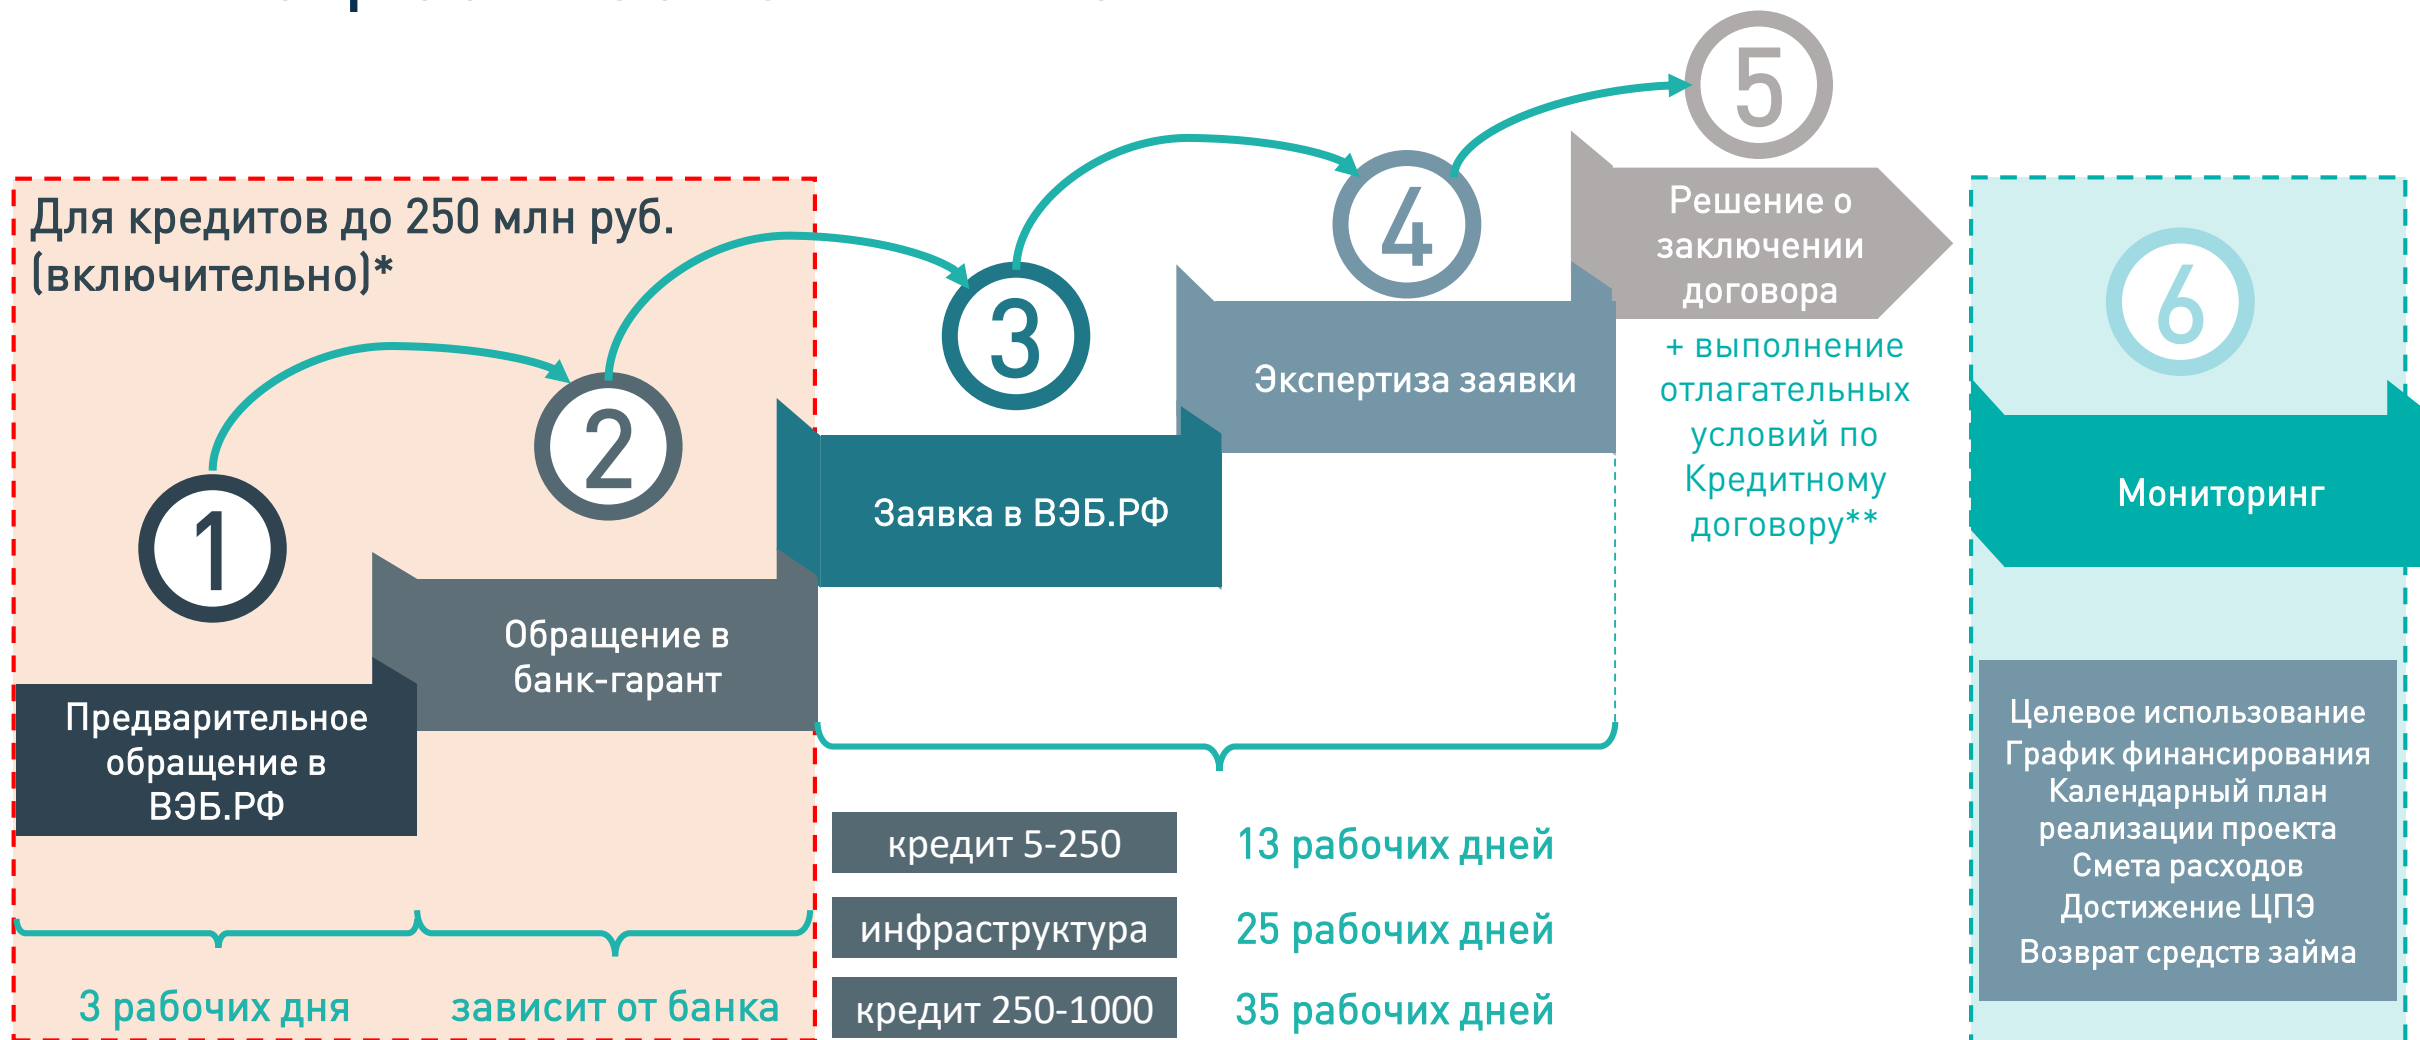 Для кредитов до 250 млн руб.
(включительно)*
1
Предварительное
обращение в
ВЭБ.РФ
3 рабочих дня
2
Обращение в
банк-гарант
зависит от банка
3
Заявка в ВЭБ.РФ
4
Экспертиза заявки
кредит 5-250
13 рабочих дней
инфраструктура
25 рабочих дней
кредит 250-1000
35 рабочих дней
5
Решение о
заключении
договора
+ выполнение
отлагательных
условий по
Кредитному
договору**
6
Мониторинг
Целевое использование
График финансирования
Календарный план
реализации проекта
Смета расходов
Достижение ЦПЭ
Возврат средств займа